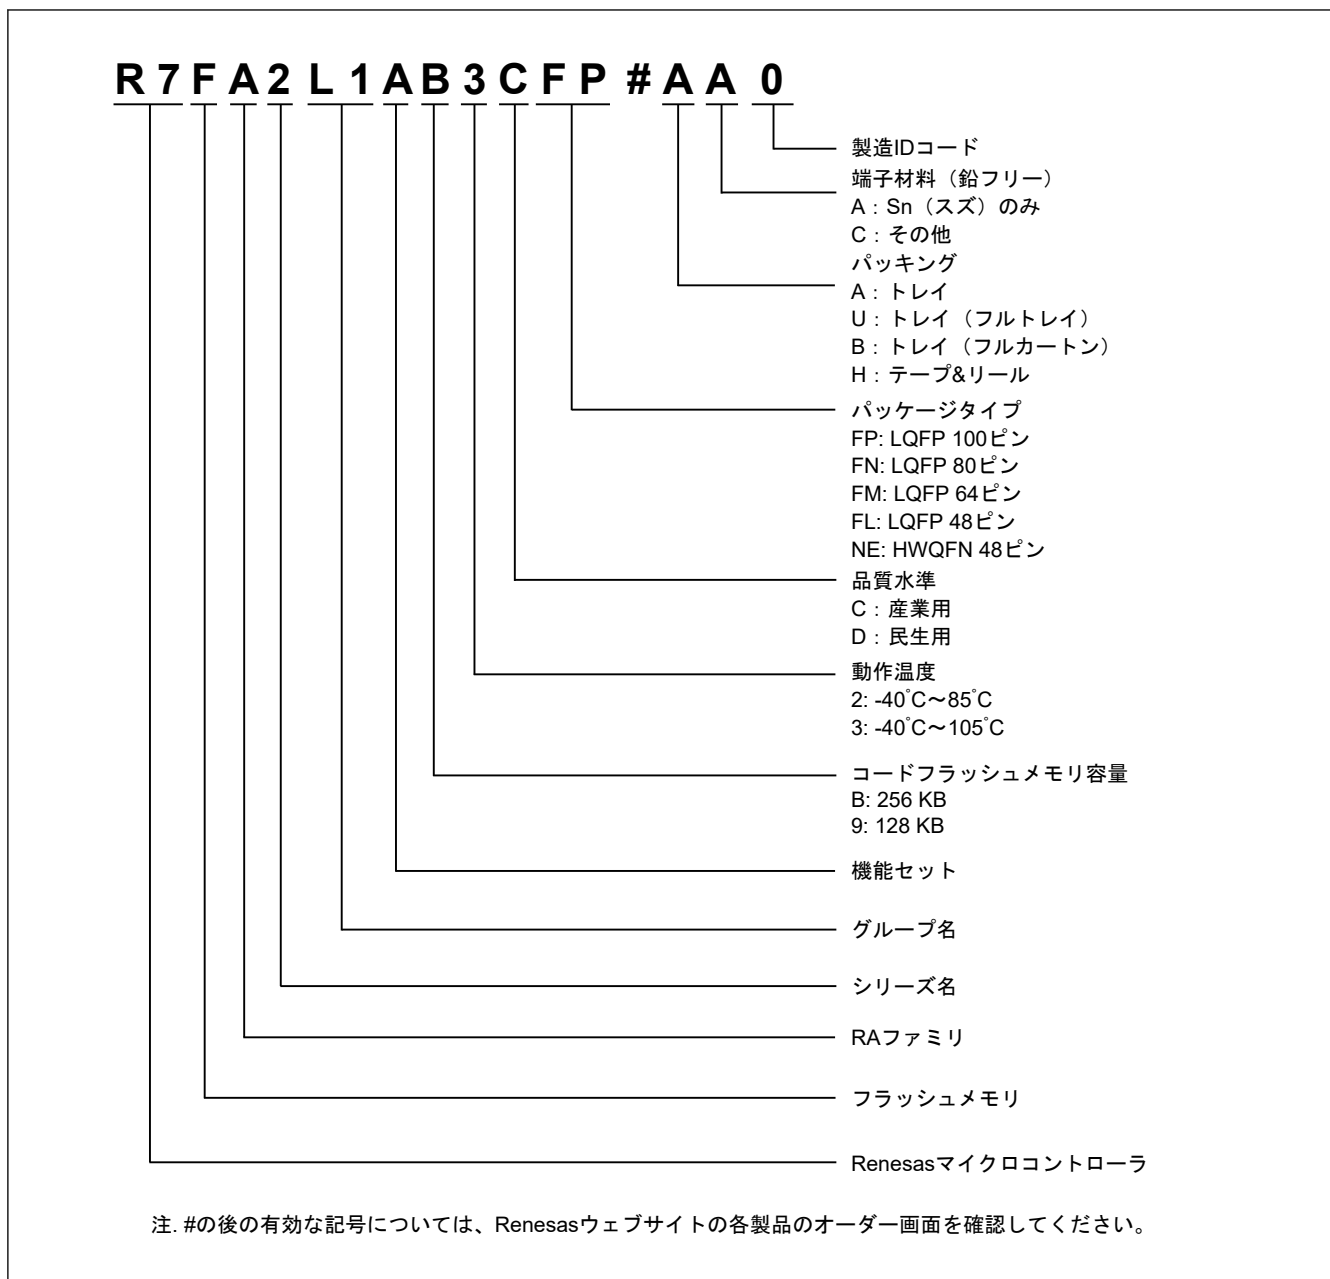 R7FA2L1AB3CFP#AA0
製造IDコード
端子材料（鉛フリー）
A：Sn（スズ）のみ
C：その他
パッキング
A：トレイ
U：トレイ（フルトレイ）
B：トレイ（フルカートン）
H：テープ&リール
パッケージタイプ
FP: LQFP 100ピン
FN: LQFP 80ピン
FM: LQFP 64ピン
FL: LQFP 48ピン
NE: HWQFN 48ピン
品質水準
C：産業用
D：民生用
動作温度
2: -40°C～85°C
3: -40°C～105°C
コードフラッシュメモリ容量
B: 256 KB
9: 128 KB
機能セット
グループ名
シリーズ名
RAファミリ
フラッシュメモリ
Renesasマイクロコントローラ
注. #の後の有効な記号については、Renesasウェブサイトの各製品のオーダー画面を確認してください。